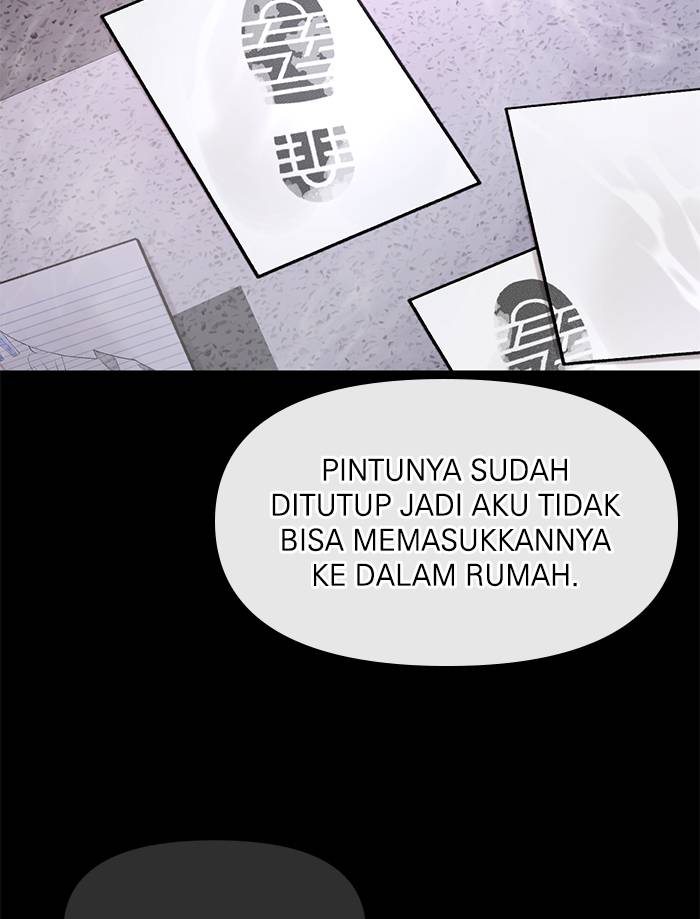 PINTUNYA SUDAH
DITUTUP JADI AKU TIDAK
BISA MEMASUKKANNYA
KE DALAM RUMAH.